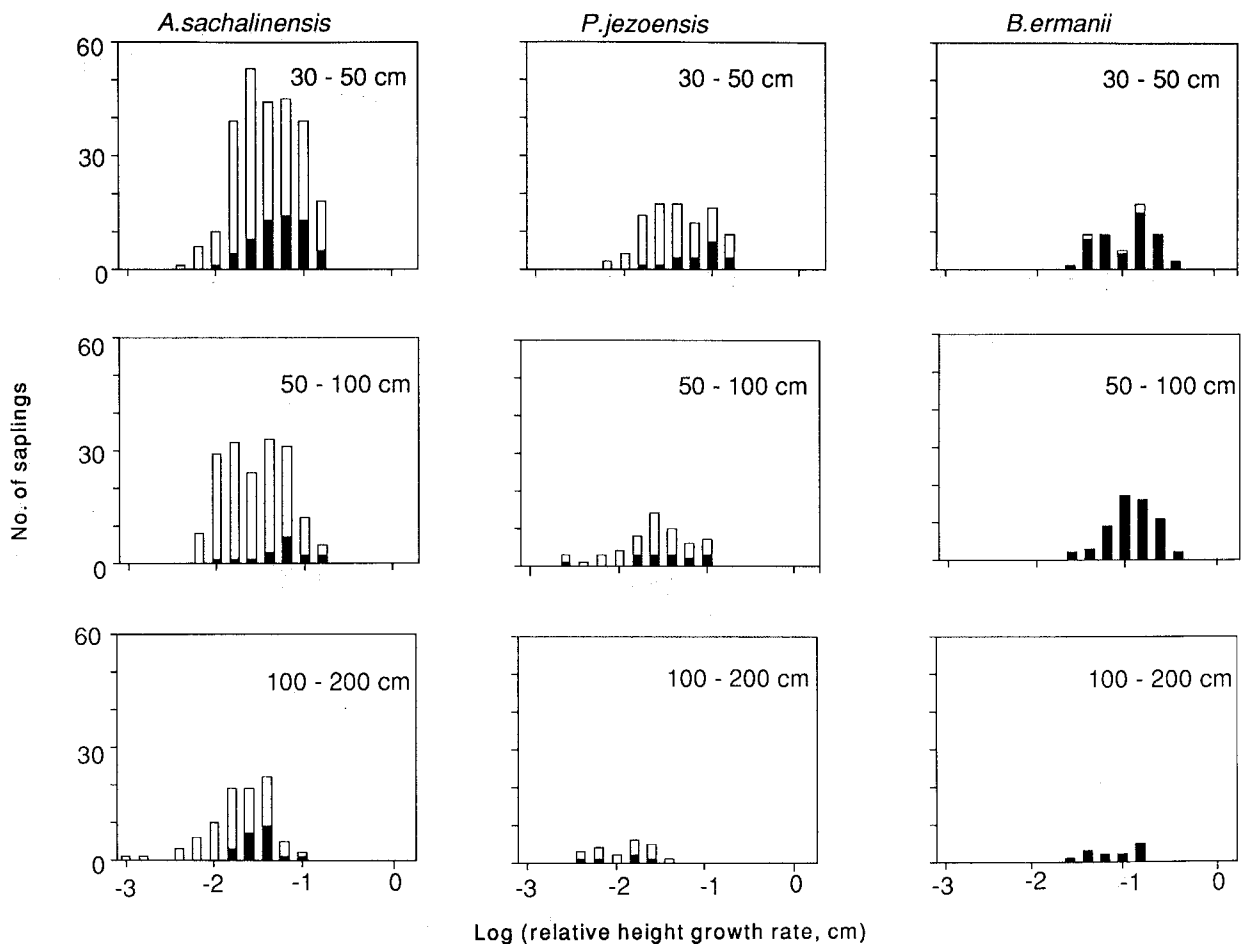 A.sachalinensis P.jezoensis B.ermanii
60 30 - 50 cm 30 - 50 cm 30 - 50 cm
30
0
60
50 - 100 cm 50 - 100 cm 50 - 100 cm
30
0
60
100 - 200 cm 100 - 200 cm 100 - 200 cm
30
0
-3 -2 -1 0 -3 -2 -1 0 -3 -2 -1 0
No. of saplings
Log (relative height growth rate, cm)